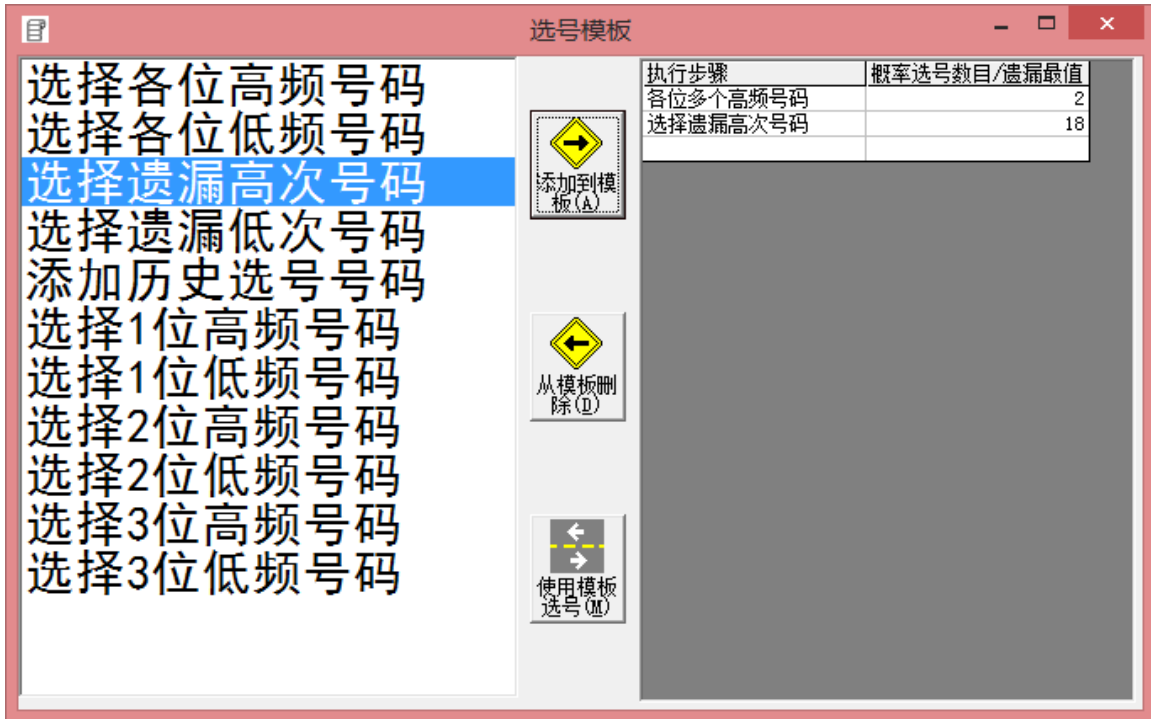 选号模板
选择各位高频号码
选择各位低频号码
选择遗漏高次号码
选择遗漏低次号码
添加历史选号号码
选择1位高频号码
选择1位低频号码
选择2位高频号码
选择2位低频号码
选择3位高频号码
选择3位低频号码
添加到模
板(A)
从模板删
除(D)
使用模板
选号(M)
执行步骤 概率选号数目/遗漏最值
各位多个高频号码 2
选择遗漏高次号码 18